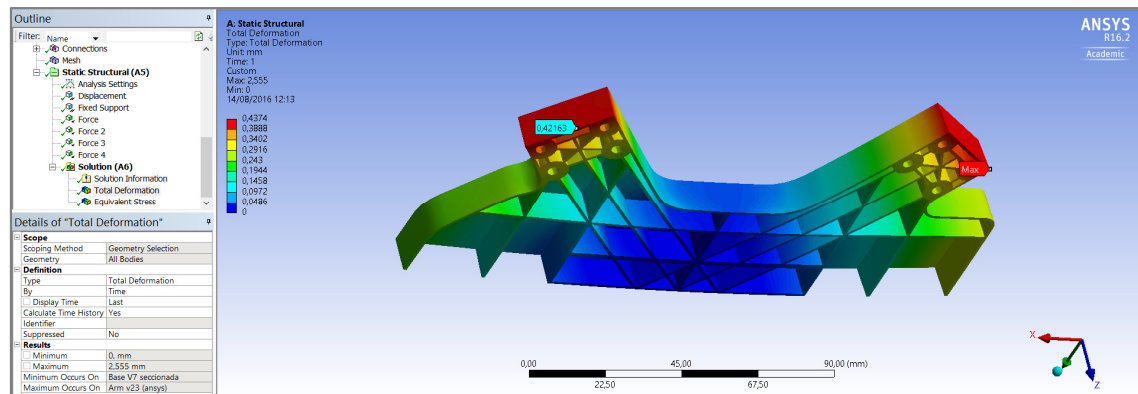 Outline
Filter: Name
Connections
Mesh
Static Structural (A5)
Analysis Settings
Displacement
Fixed Support
Force
Force 2
Force 3
Force 4
Solution (A6)
Solution Information
Total Deformation
Equivalent Stress
Details of "Total Deformation"
Scope
Scoping Method Geometry Selection
Geometry All Bodies
Definition
Type Total Deformation
By Time
Display Time Last
Calculate Time History Yes
Identifier
Suppressed No
Results
Minimum 0, mm
Maximum 2,555 mm
Minimum Occurs On Base V7 seccionada
Maximum Occurs On Arm v23 (ansys)
A: Static Structural
Total Deformation
Type: Total Deformation
Unit: mm
Time: 1
Custom
Max: 2,555
Min: 0
14/08/2016 12:13
0,4374
0,3888
0,3402
0,2916
0,243
0,1944
0,1458
0,0972
0,0486
0
0,42163
Max
ANSYS
R16.2
Academic
0,00 45,00 90,00 (mm)
22,50 67,50
X
Z